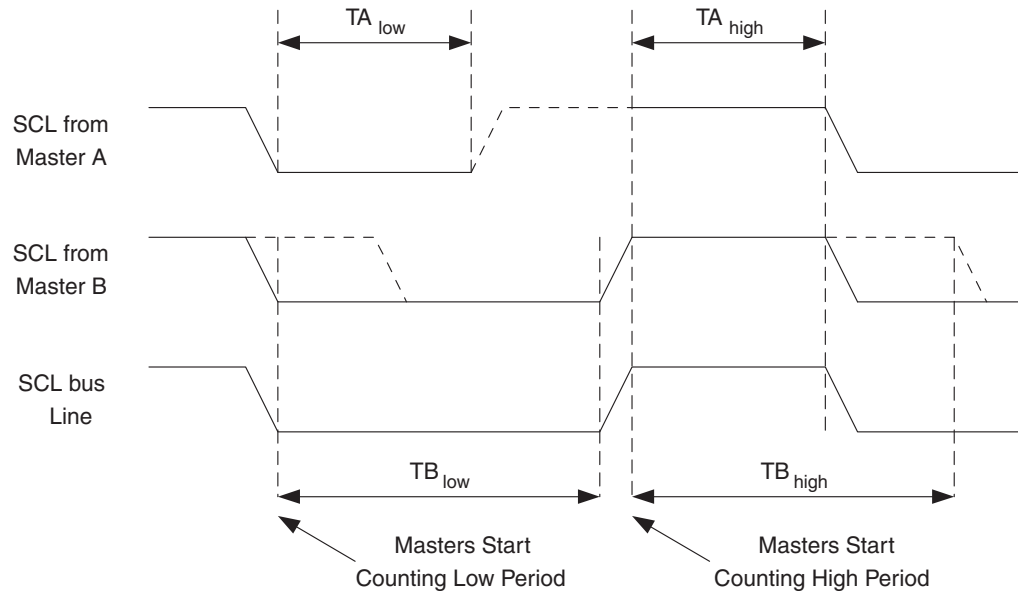 TA low
TA high
SCL from
Master A
SCL from
Master B
SCL bus
Line
TB low
TB high
Masters Start
Counting Low Period
Masters Start
Counting High Period